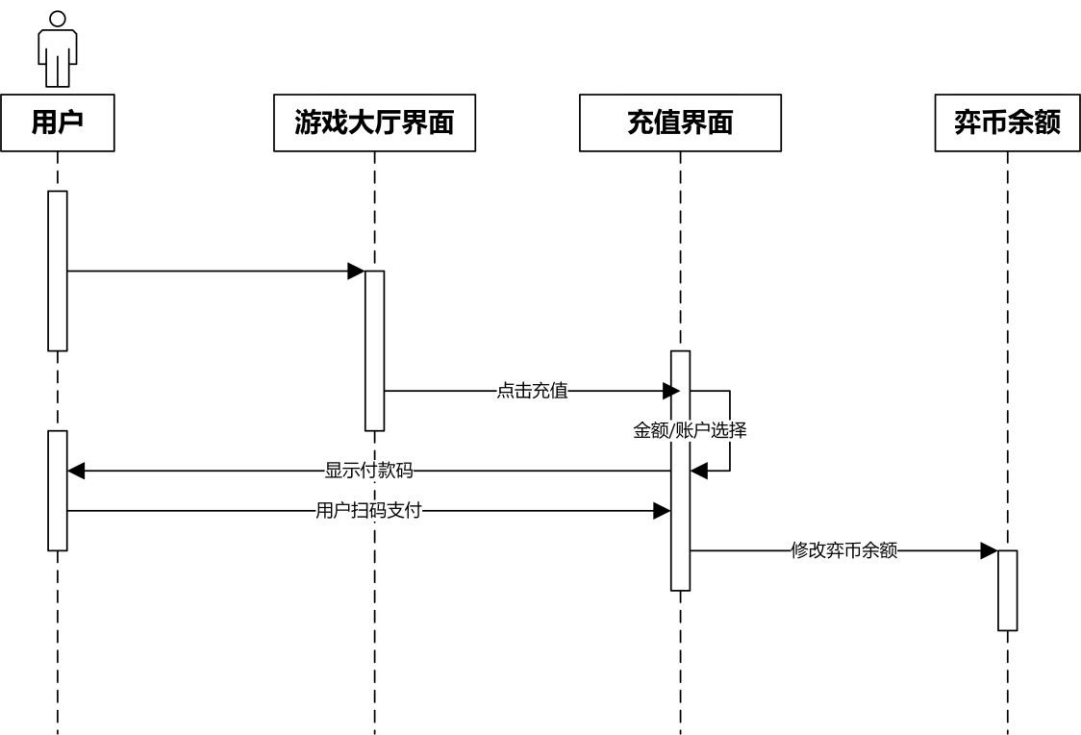 用户
游戏大厅界面
充值界面
弈币余额
点击充值
金额/账户选择
显示付款码
用户扫码支付
修改弈币余额